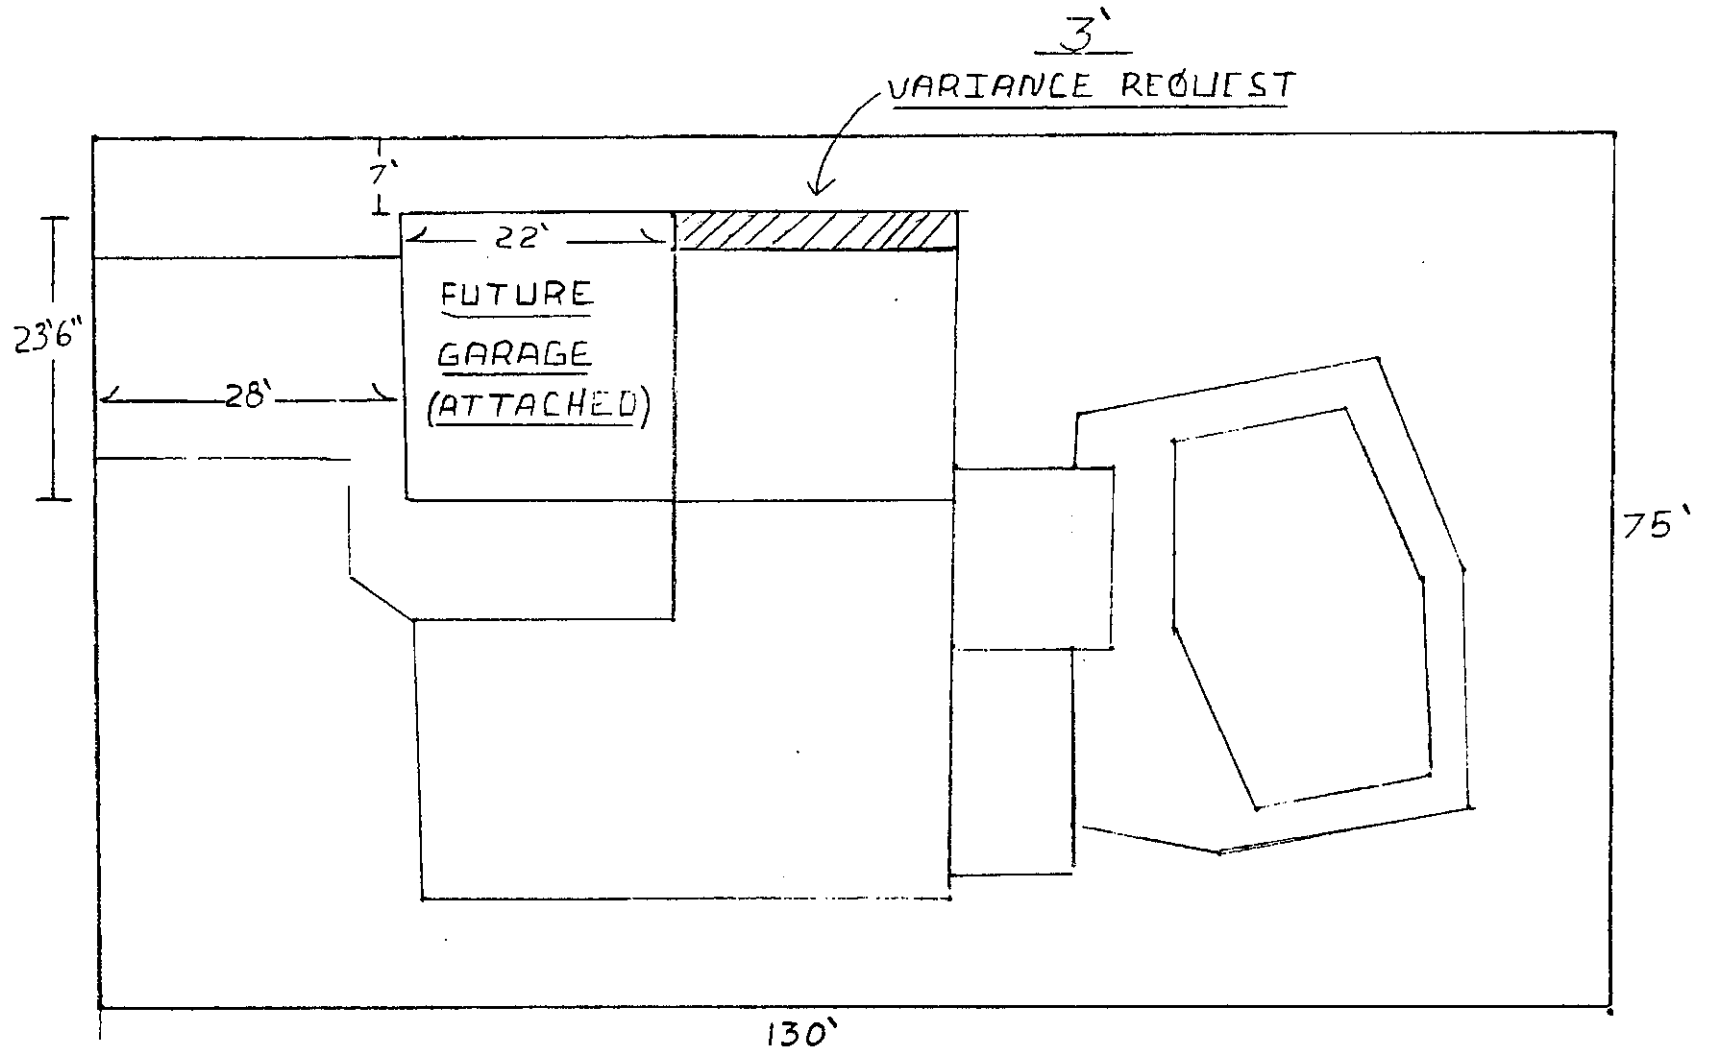 3'
VARIANCE REQUEST
7'
22'
FUTURE
GARAGE
(ATTACHED)
23'6"
28'
75'
130'